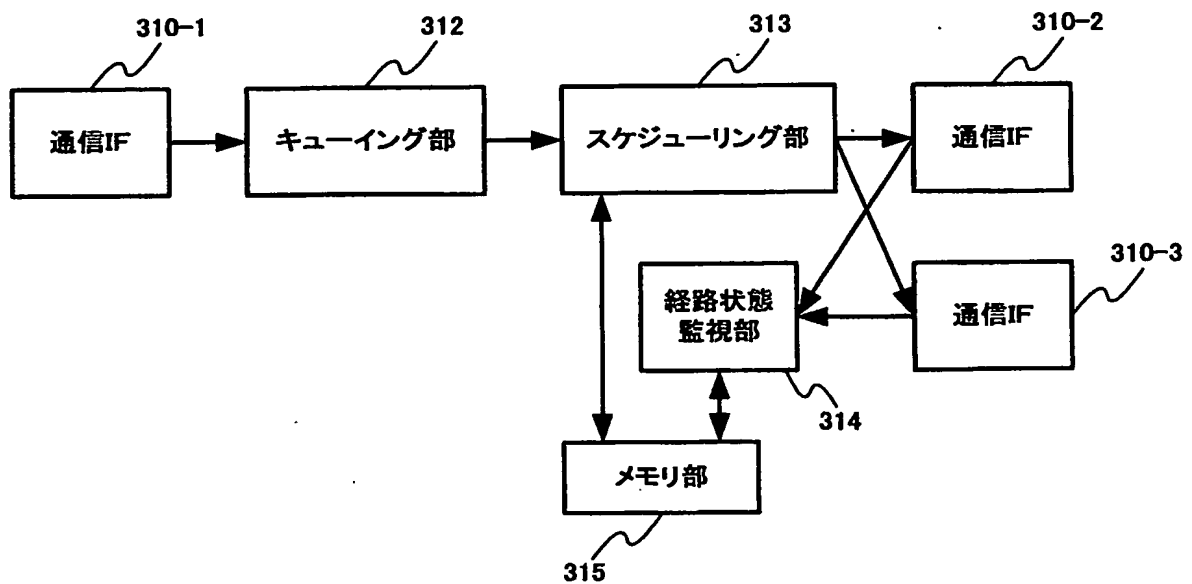 310-1
312
313
310-2
通信IF
キューイング部
スケジューリング部
通信IF
310-3
経路状態
監視部
通信IF
314
メモリ部
315